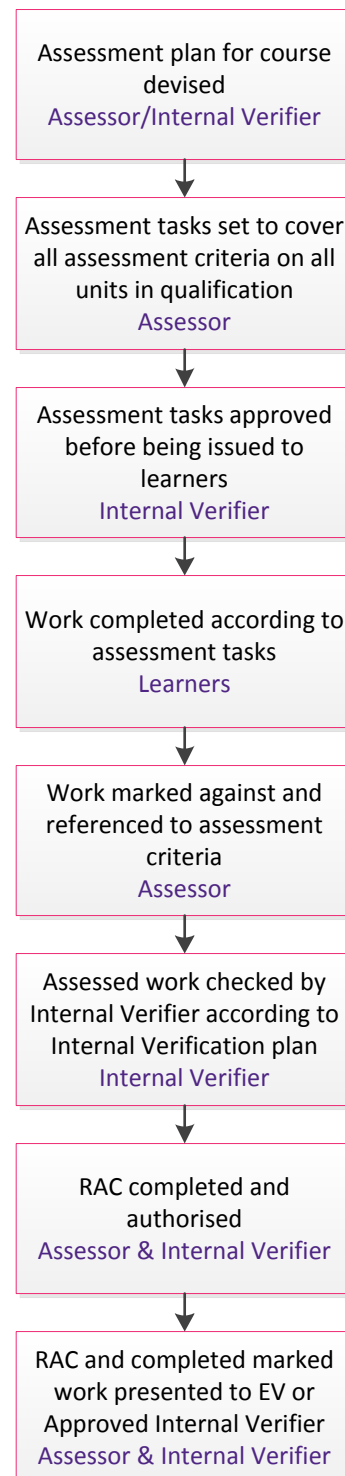 Assessment plan for course
devised
Assessor/Internal Verifier
Assessment tasks set to cover
all assessment criteria on all
units in qualification
Assessor
Assessment tasks approved
before being issued to
learners
Internal Verifier
Work completed according to
assessment tasks
Learners
Work marked against and
referenced to assessment
criteria
Assessor
Assessed work checked by
Internal Verifier according to
Internal Verification plan
Internal Verifier
RAC completed and
authorised
Assessor & Internal Verifier
RAC and completed marked
work presented to EV or
Approved Internal Verifier
Assessor & Internal Verifier